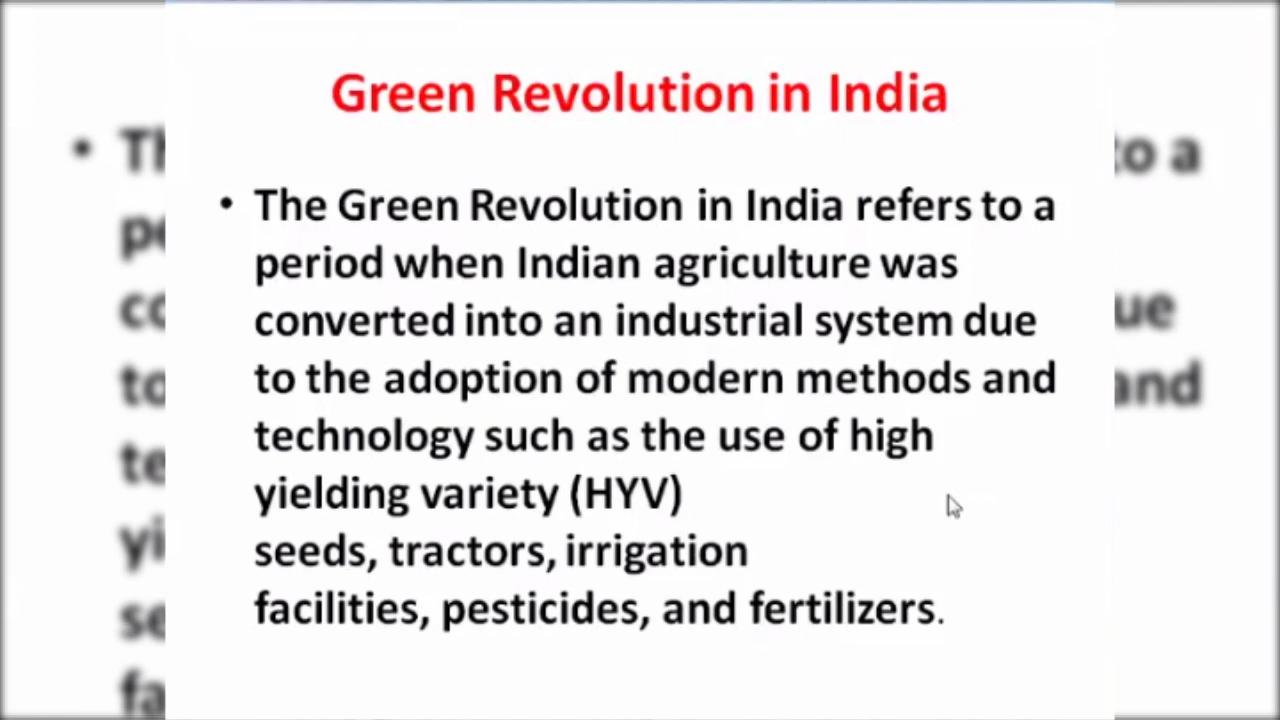 Green Revolution in India
• The Green Revolution in India refers to a
period when Indian agriculture was
converted into an industrial system due
to the adoption of modern methods and
technology such as the use of high
yielding variety (HYV)
seeds, tractors, irrigation
facilities, pesticides, and fertilizers.